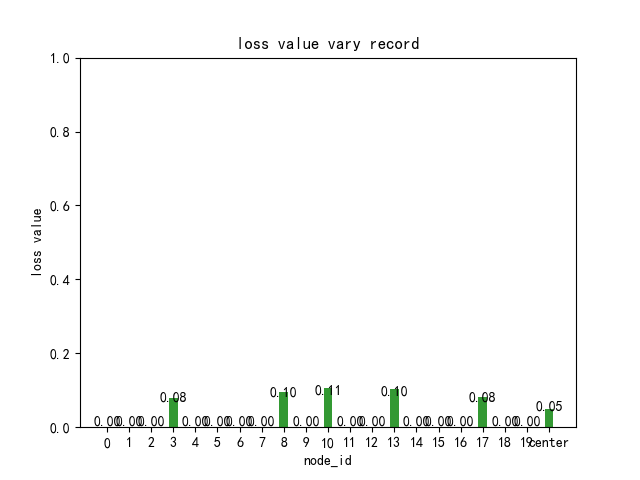 loss value vary record
1.0
0.8
0.6
0.4
0.2
0.0
loss value
0.00 0.00 0.00 0.08 0.00 0.00 0.00 0.00 0.10 0.00 0.11 0.00 0.00 0.10 0.00 0.00 0.00 0.08 0.00 0.00 0.05
0 1 2 3 4 5 6 7 8 9 10 11 12 13 14 15 16 17 18 19 center
node_id